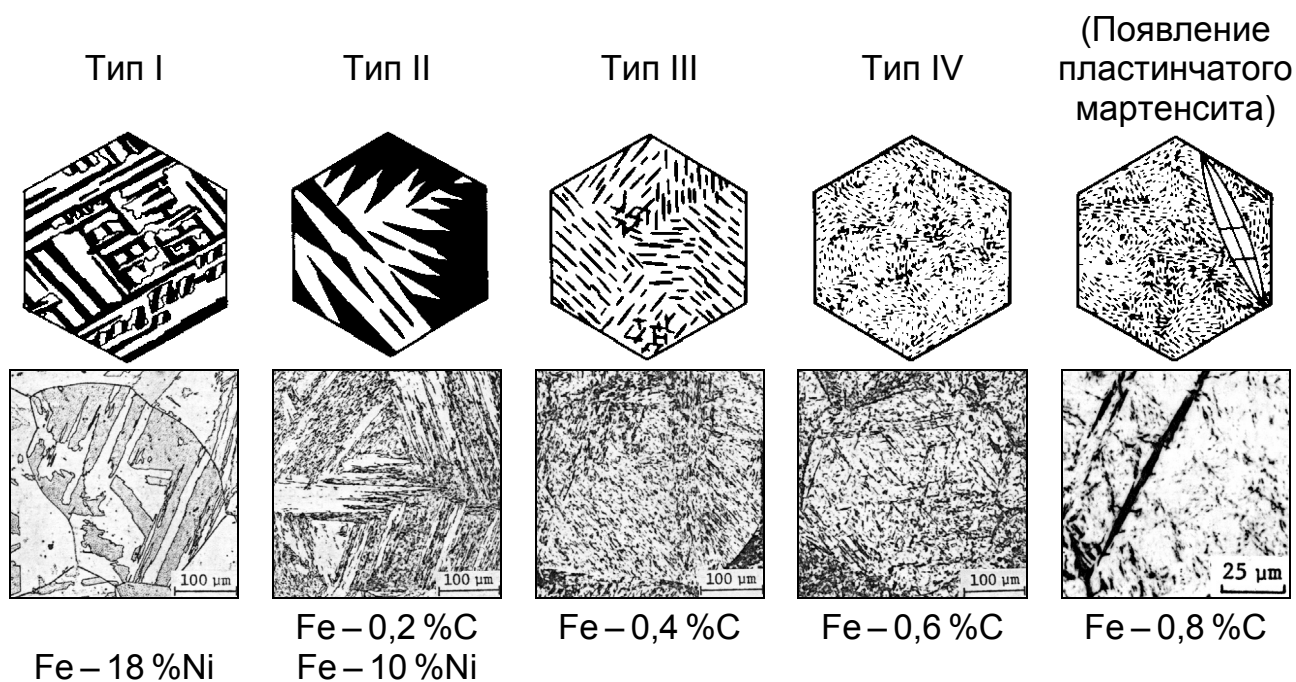 Тип I
Тип II
Тип III
Тип IV
(Появление
пластинчатого
мартенсита)
100 μm
100 μm
100 μm
100 μm
25 μm
Fe – 18 %Ni
Fe – 0,2 %C
Fe – 10 %Ni
Fe – 0,4 %C
Fe – 0,6 %C
Fe – 0,8 %C